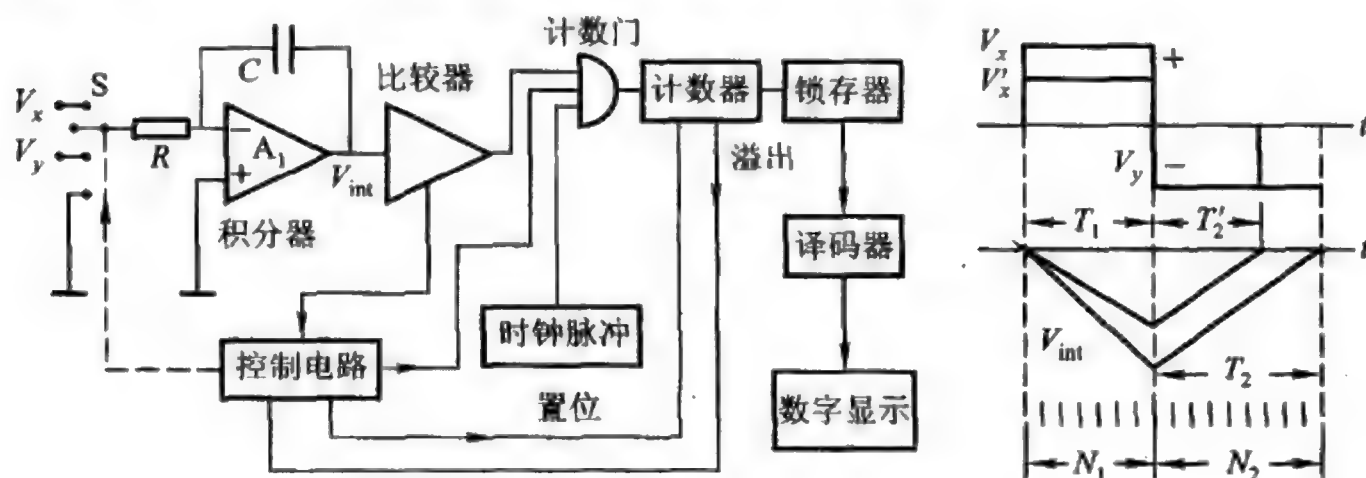 计数门
C
比较器
S
V_x
计数器
锁存器
V_y
R
A_1
-
+
V_int
溢出
积分器
译码器
时钟脉冲
控制电路
置位
数字显示
V_x
V'_x
+
t
V_y
-
T_1
T'_2
t
V_int
T_2
N_1
N_2